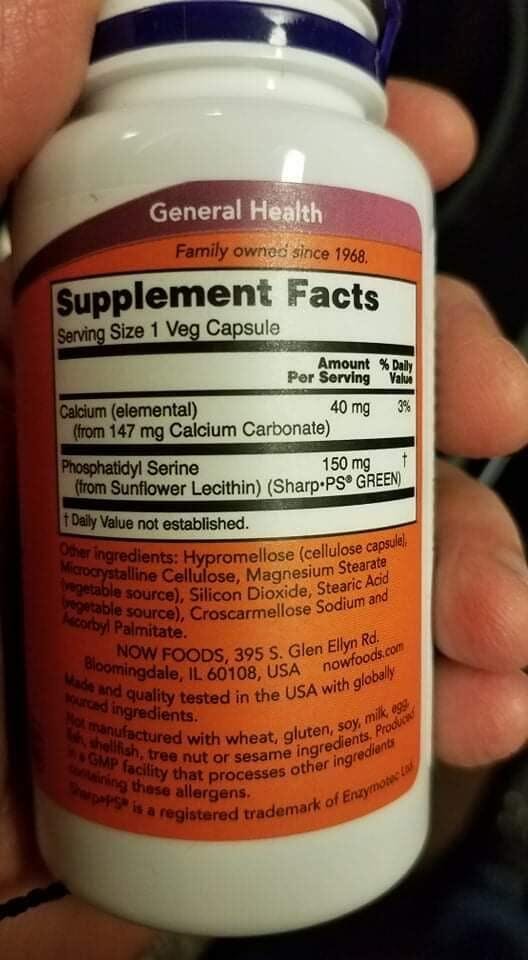 General Health
Family owned since 1968.
Supplement Facts
Serving Size 1 Veg Capsule
Amount Per Serving % Daily Value
Calcium (elemental) 40 mg 3%
(from 147 mg Calcium Carbonate)
Phosphatidyl Serine 150 mg †
(from Sunflower Lecithin) (Sharp•PS® GREEN)
† Daily Value not established.
Other ingredients: Hypromellose (cellulose capsule),
Microcrystalline Cellulose, Magnesium Stearate
(vegetable source), Silicon Dioxide, Stearic Acid
(vegetable source), Croscarmellose Sodium and
Ascorbyl Palmitate.
NOW FOODS, 395 S. Glen Ellyn Rd.
Bloomingdale, IL 60108, USA nowfoods.com
Made and quality tested in the USA with globally
sourced ingredients.
Not manufactured with wheat, gluten, soy, milk, egg,
fish, shellfish, tree nut or sesame ingredients. Produced
in a GMP facility that processes other ingredients
containing these allergens.
Sharp•PS® is a registered trademark of Enzymotec Ltd.